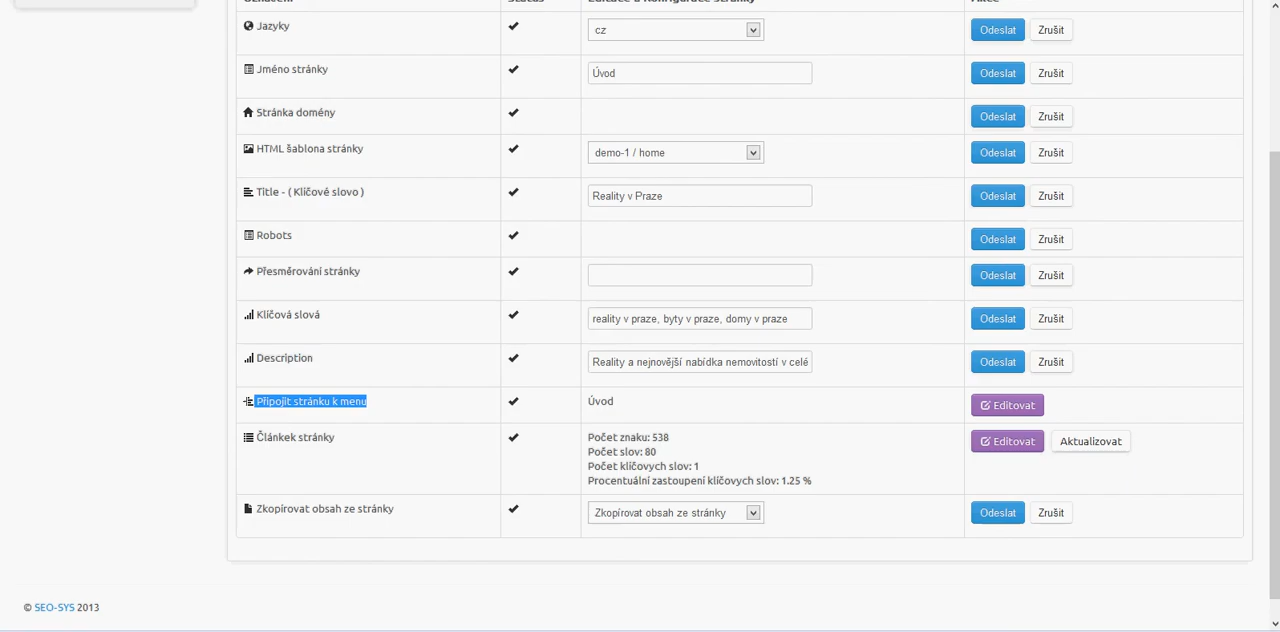 Jazyky
cz
Odeslat Zrušit
Jméno stránky
Úvod
Odeslat Zrušit
Stránka domény
Odeslat Zrušit
HTML šablona stránky
demo-1 / home
Odeslat Zrušit
Title - ( Klíčové slovo )
Reality v Praze
Odeslat Zrušit
Robots
Odeslat Zrušit
Přesměrování stránky
Odeslat Zrušit
Klíčová slová
reality v praze, byty v praze, domy v praze
Odeslat Zrušit
Description
Reality a nejnovější nabídka nemovitostí v celé
Odeslat Zrušit
Připojit stránku k menu
Úvod
Editovat
Článkek stránky
Počet znaku: 538
Počet slov: 80
Počet klíčovych slov: 1
Procentuální zastoupení klíčovych slov: 1.25 %
Editovat Aktualizovat
Zkopírovat obsah ze stránky
Zkopírovat obsah ze stránky
Odeslat Zrušit
© SEO-SYS 2013